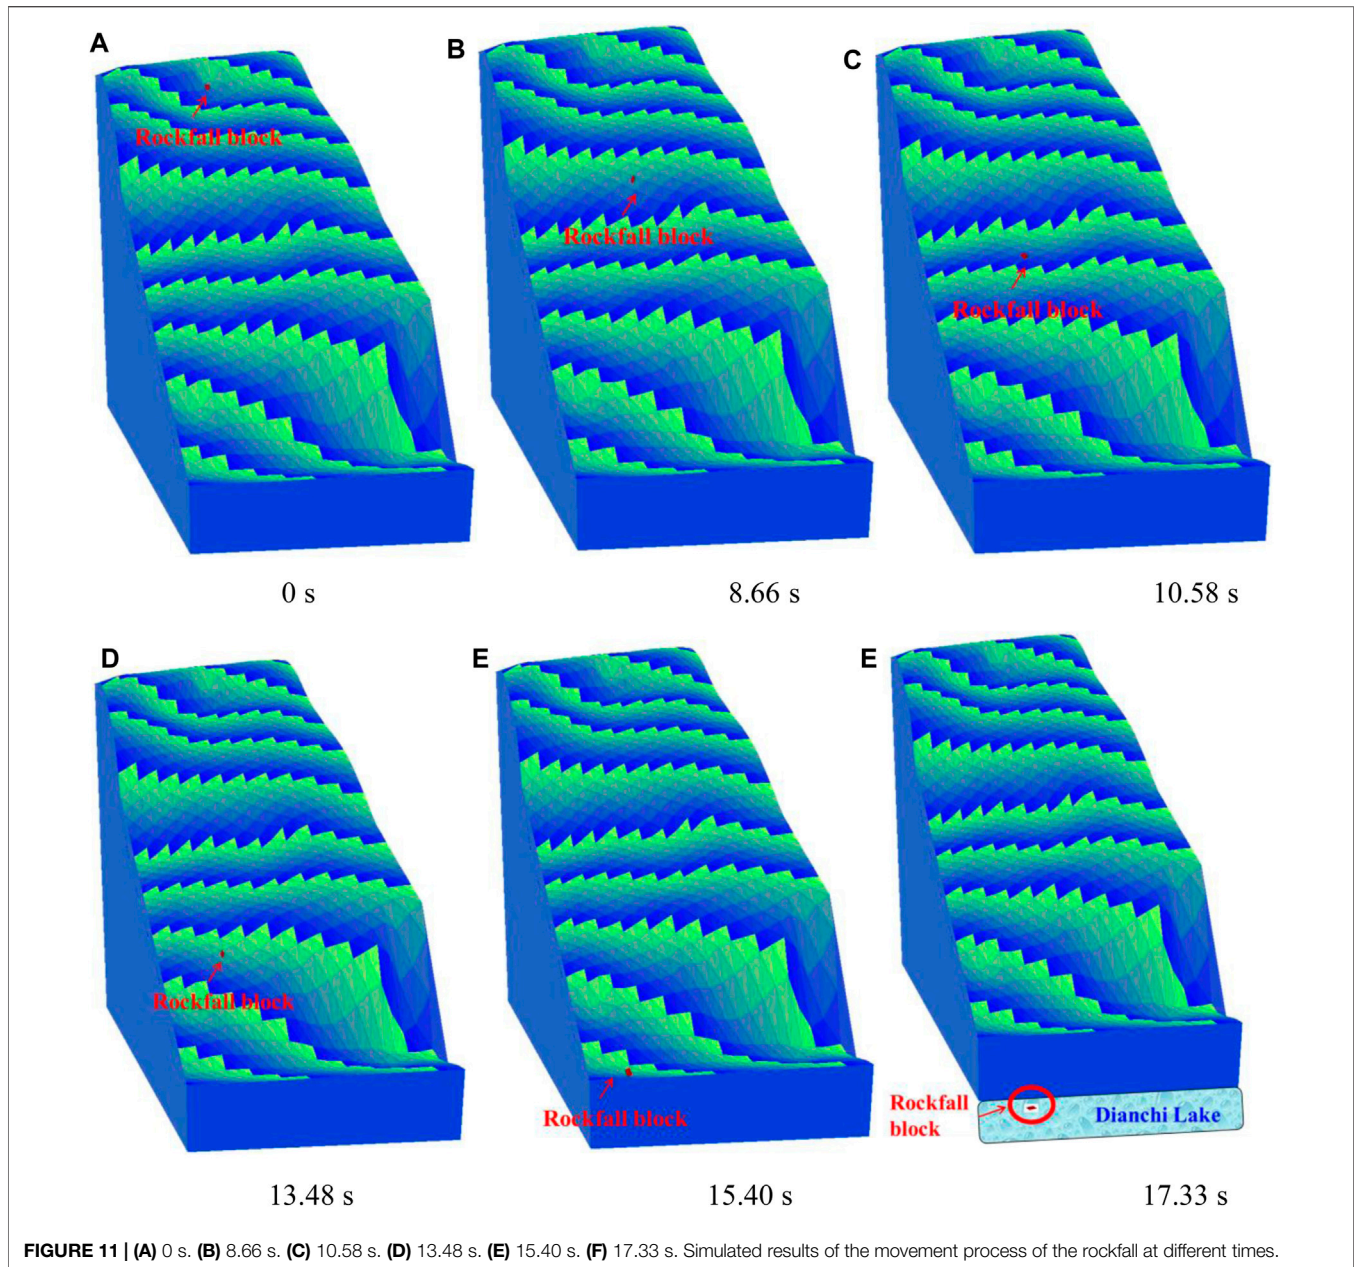 A
B
C
Rockfall block
Rockfall block
Rockfall block
0 s
8.66 s
10.58 s
D
E
E
Rockfall block
Rockfall block
Rockfall
block
Dianchi Lake
13.48 s
15.40 s
17.33 s
FIGURE 11 | (A) 0 s. (B) 8.66 s. (C) 10.58 s. (D) 13.48 s. (E) 15.40 s. (F) 17.33 s. Simulated results of the movement process of the rockfall at different times.